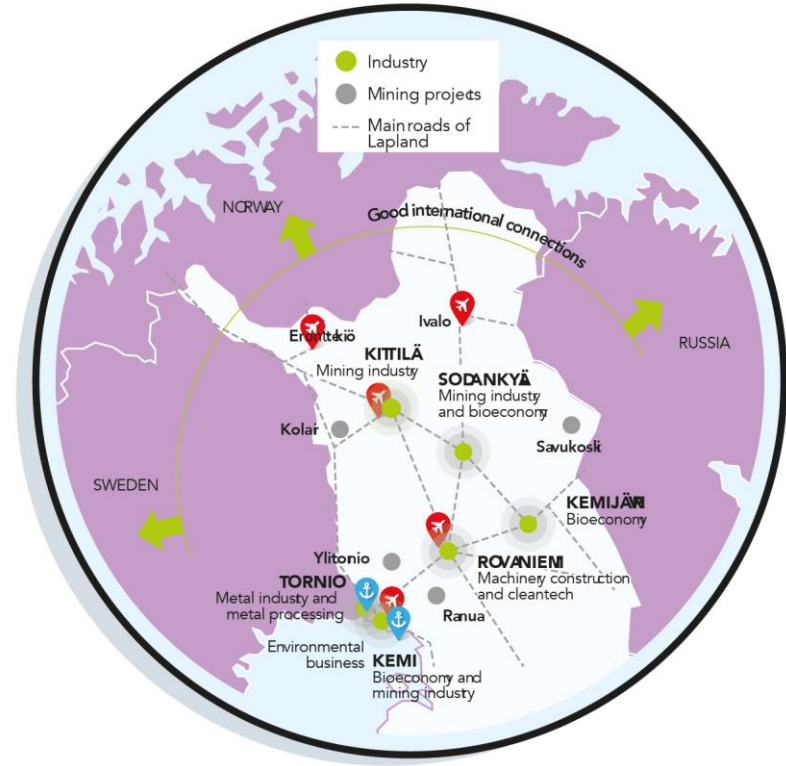 Industry
Mining projects
Main roads of
Lapland
NORWAY
Good international connections
Enontekiö
Ivalo
RUSSIA
KITTILÄ
Mining industry
SODANKYLÄ
Mining industry
and bioeconomy
Kolari
Savukoski
SWEDEN
KEMIJÄRVI
Bioeconomy
Ylitonio
ROVANIEMI
Machinery construction
and cleantech
TORNIO
Metal industry and
metal processing
Ranua
Environmental
business
KEMI
Bioeconomy and
mining industry